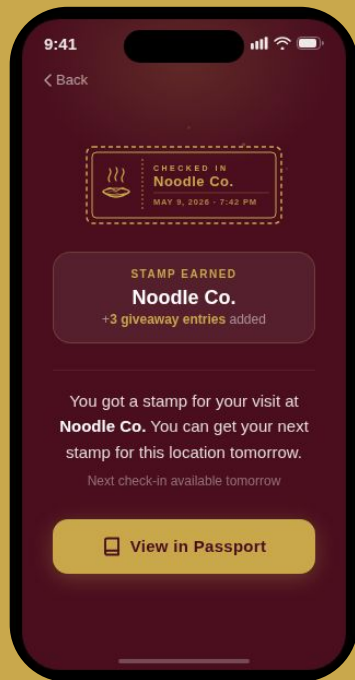 9:41
Back
CHECKED IN
Noodle Co.
MAY 9, 2026 · 7:42 PM
STAMP EARNED
Noodle Co.
+3 giveaway entries added
You got a stamp for your visit at
Noodle Co. You can get your next
stamp for this location tomorrow.
Next check-in available tomorrow
View in Passport